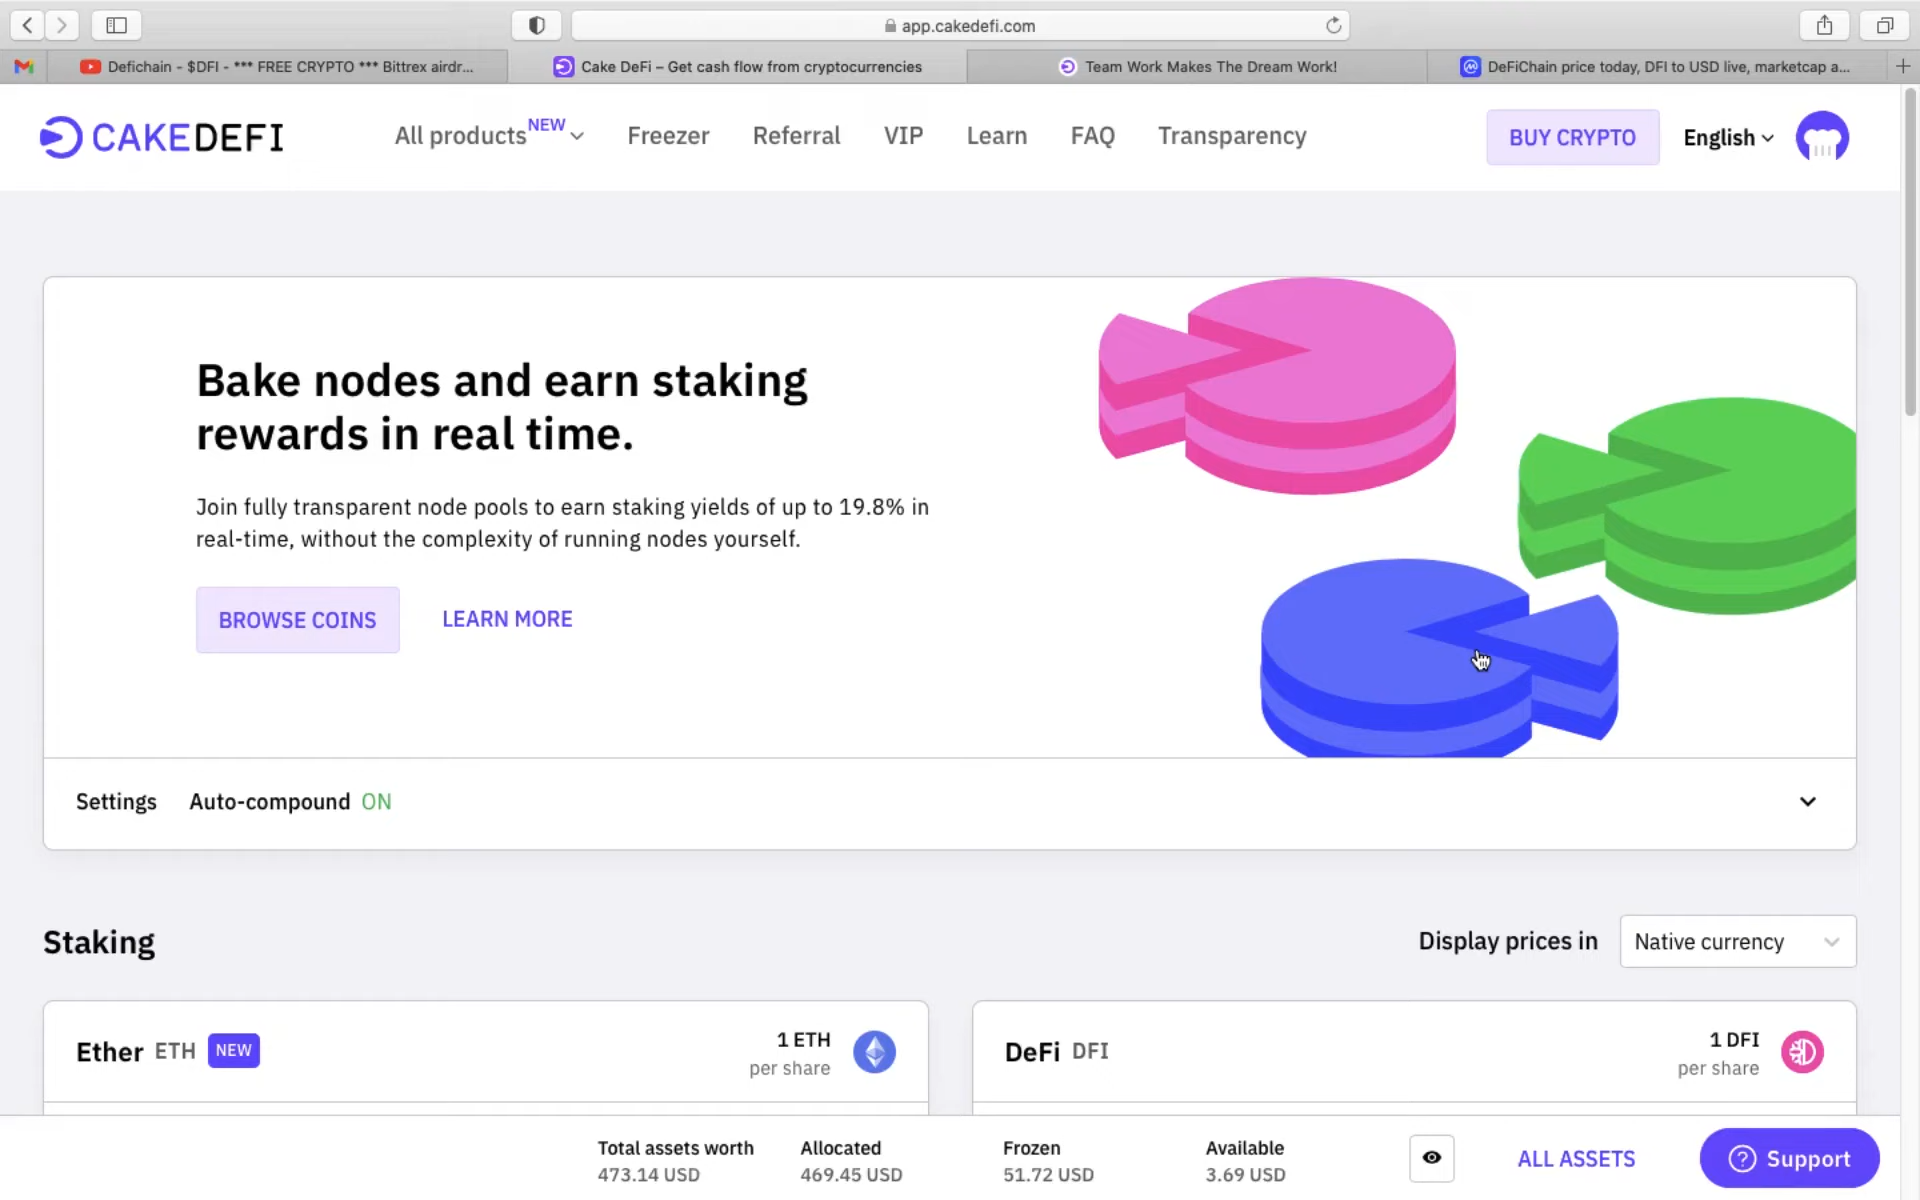 app.cakedefi.com
Defichain - $DFI - *** FREE CRYPTO *** Bittrex airdr...
Cake DeFi – Get cash flow from cryptocurrencies
Team Work Makes The Dream Work!
DeFiChain price today, DFI to USD live, marketcap a...
CAKEDEFI
All products NEW
Freezer
Referral
VIP
Learn
FAQ
Transparency
BUY CRYPTO
English
Bake nodes and earn staking
rewards in real time.
Join fully transparent node pools to earn staking yields of up to 19.8% in
real-time, without the complexity of running nodes yourself.
BROWSE COINS
LEARN MORE
Settings
Auto-compound ON
Staking
Display prices in
Native currency
Ether ETH NEW
1 ETH
per share
DeFi DFI
1 DFI
per share
Total assets worth
473.14 USD
Allocated
469.45 USD
Frozen
51.72 USD
Available
3.69 USD
ALL ASSETS
Support